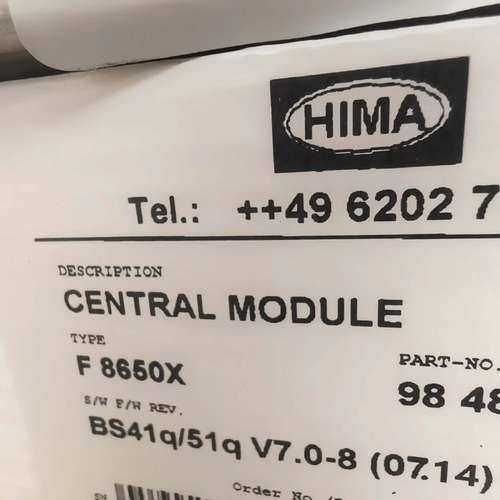 HIMA
Tel.: ++49 6202 7
DESCRIPTION
CENTRAL MODULE
TYPE
F 8650X
PART-NO.
98 48
S/W F/W REV.
BS41q/51q V7.0-8 (07.14)
SN
Order No.